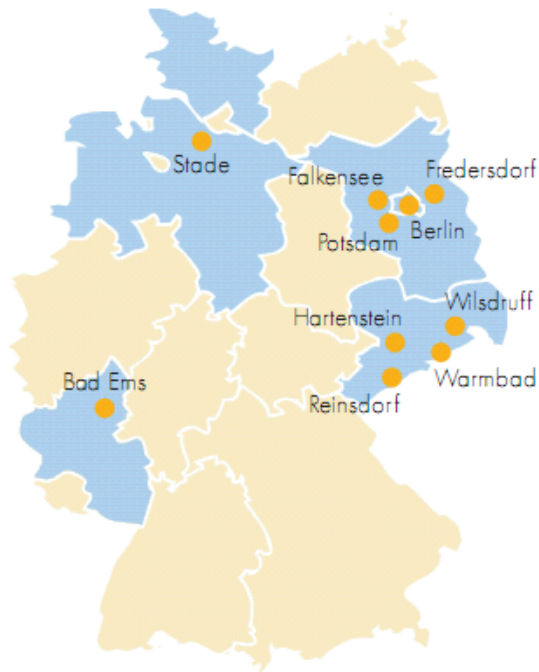 Stade
Fredersdorf
Falkensee
Berlin
Potsdam
Wilsdruff
Hartenstein
Warmbad
Bad Ems
Reinsdorf